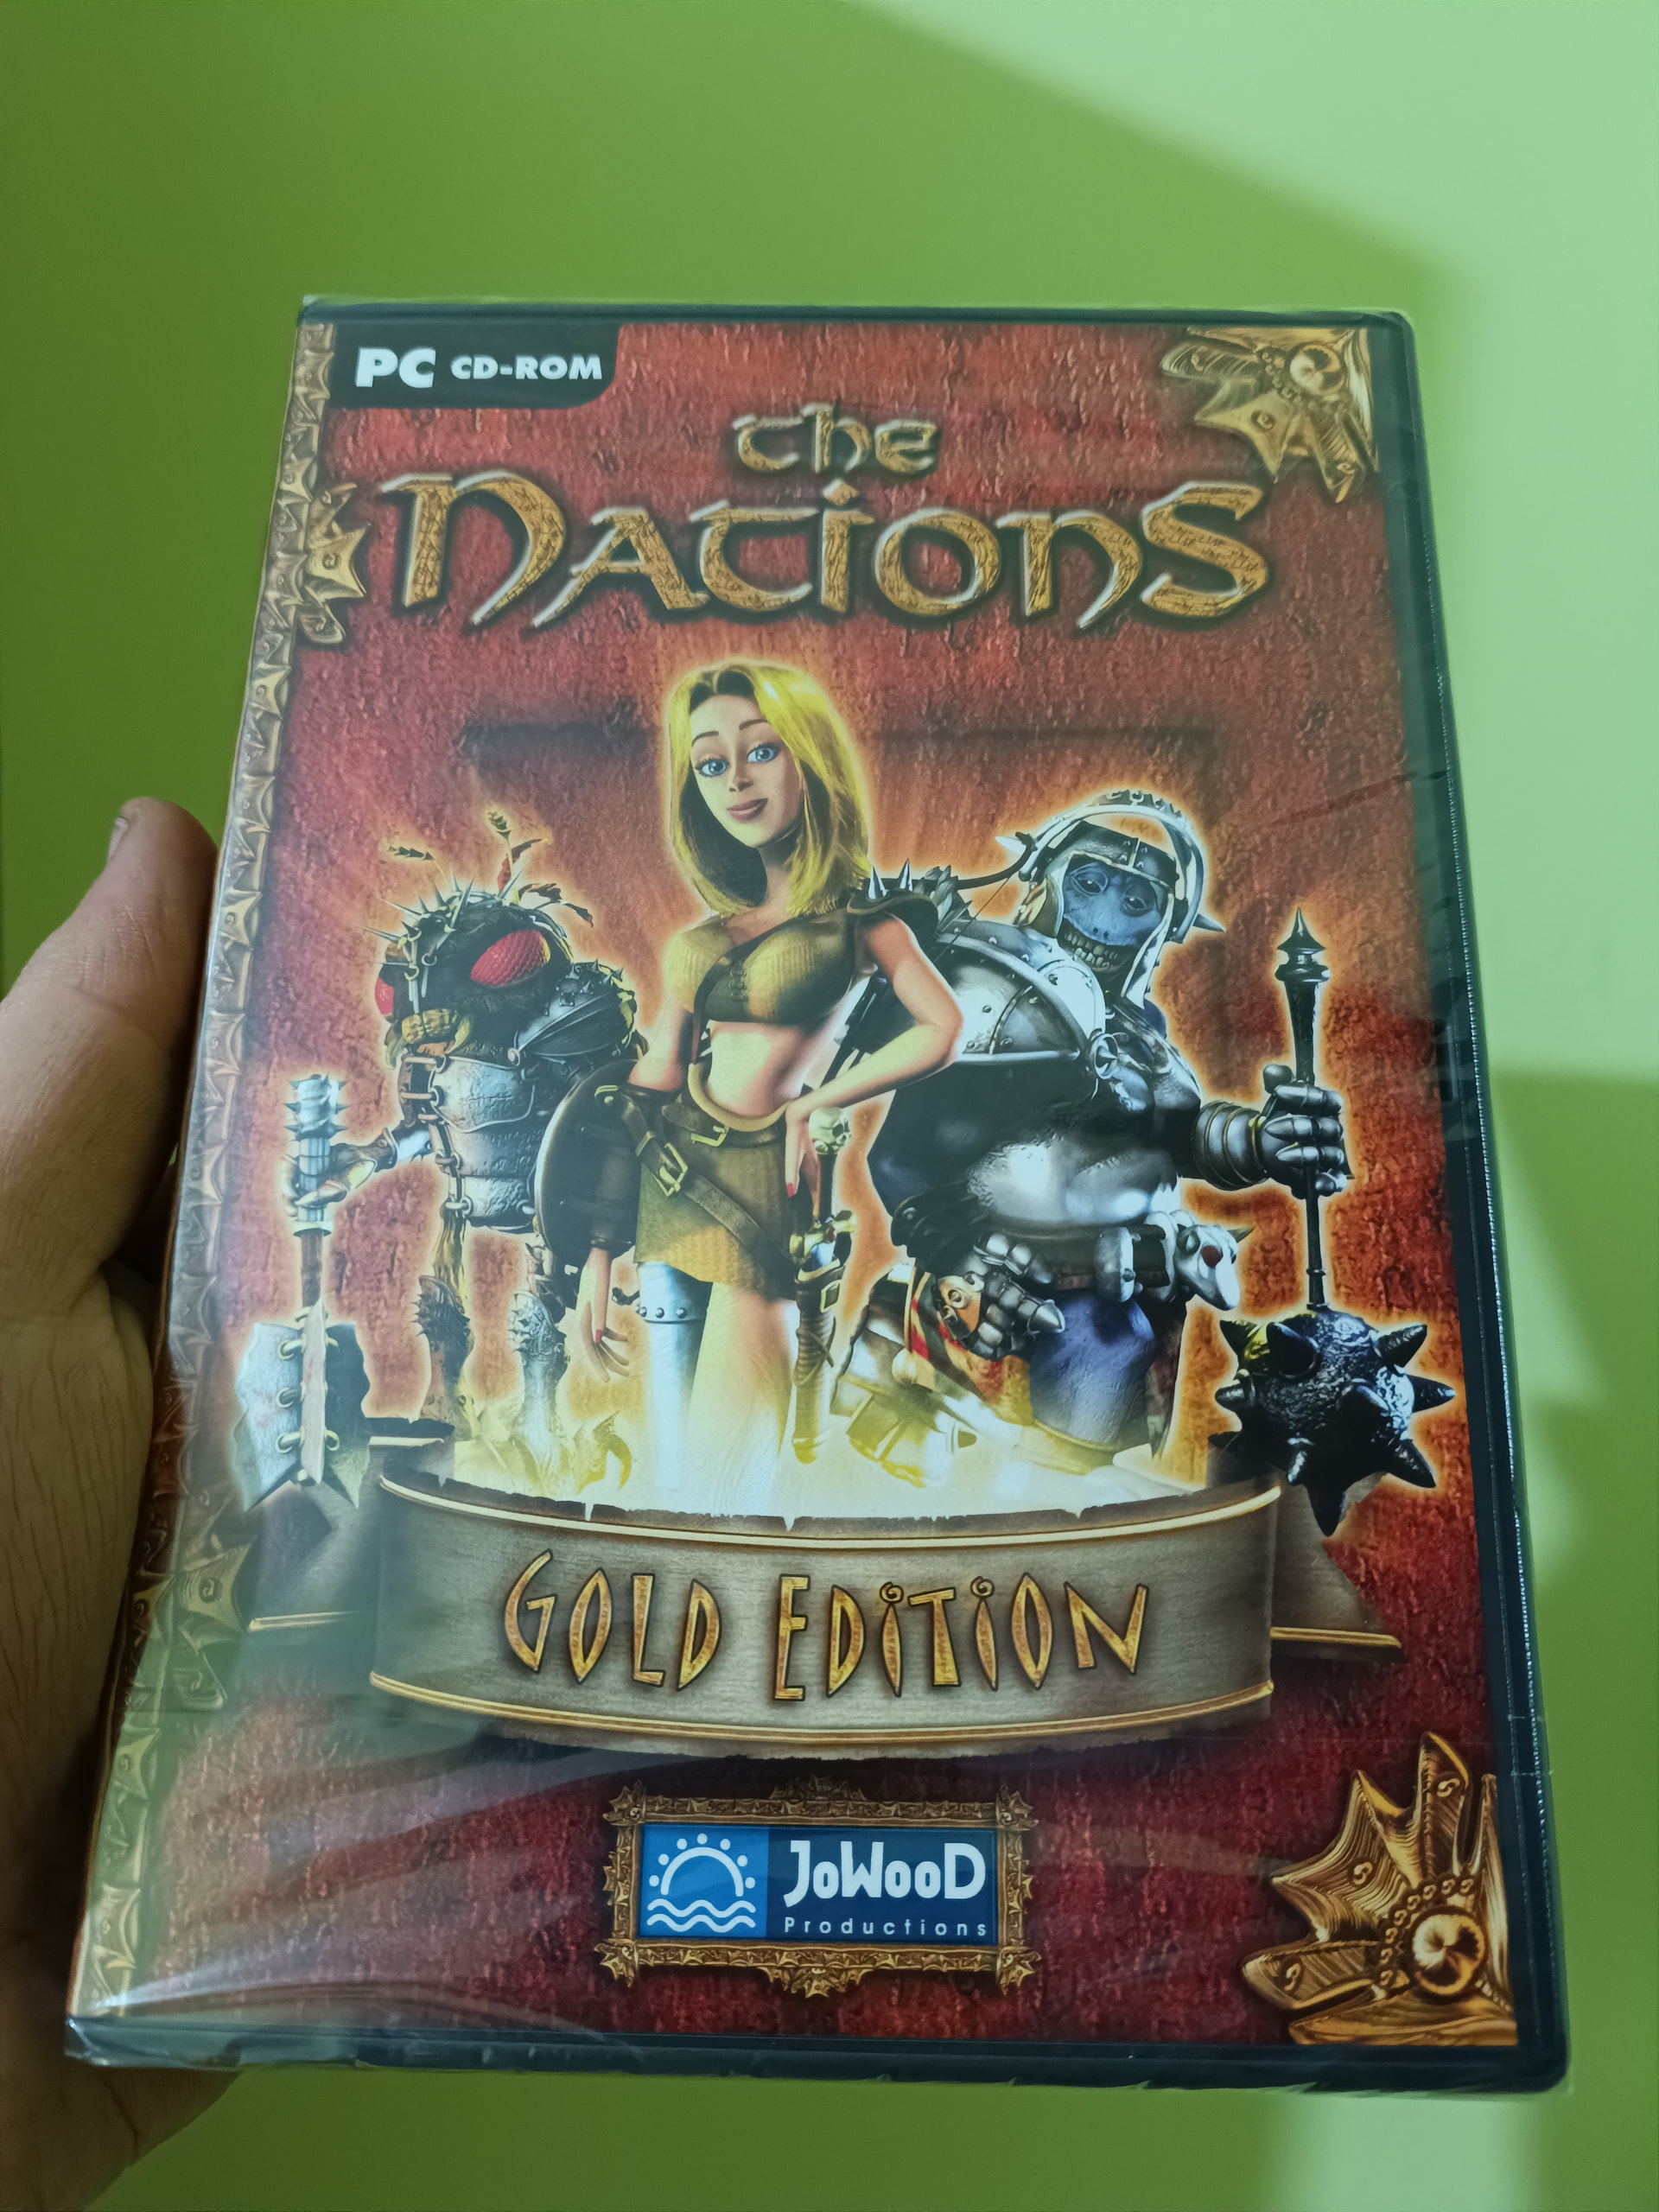 PC CD-ROM
the
Nations
GOLD EDITION
JoWooD
Productions